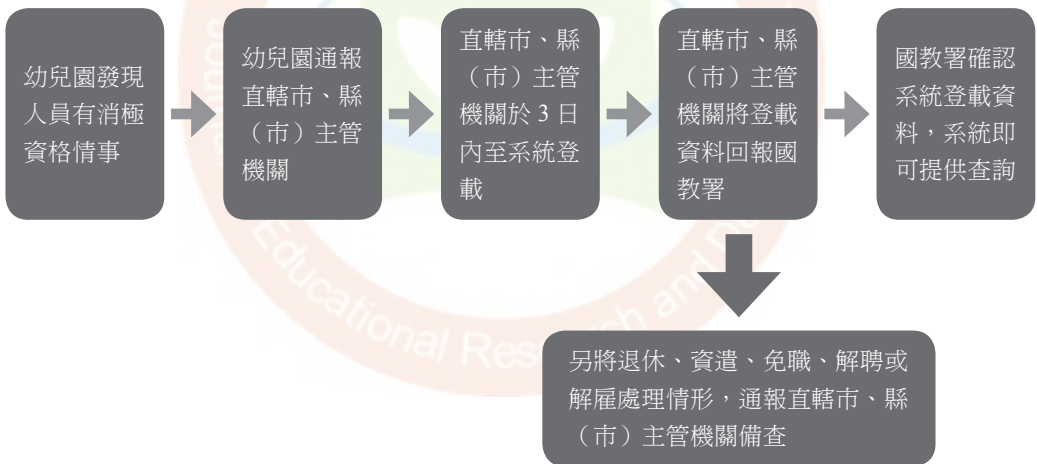 幼兒園發現
人員有消極
資格情事
幼兒園通報
直轄市、縣
（市）主管
機關
直轄市、縣
（市）主管
機關於 3 日
內至系統登
載
直轄市、縣
（市）主管
機關將登載
資料回報國
教署
國教署確認
系統登載資
料，系統即
可提供查詢
另將退休、資遣、免職、解聘或
解雇處理情形，通報直轄市、縣
（市）主管機關備查
Educational Research and